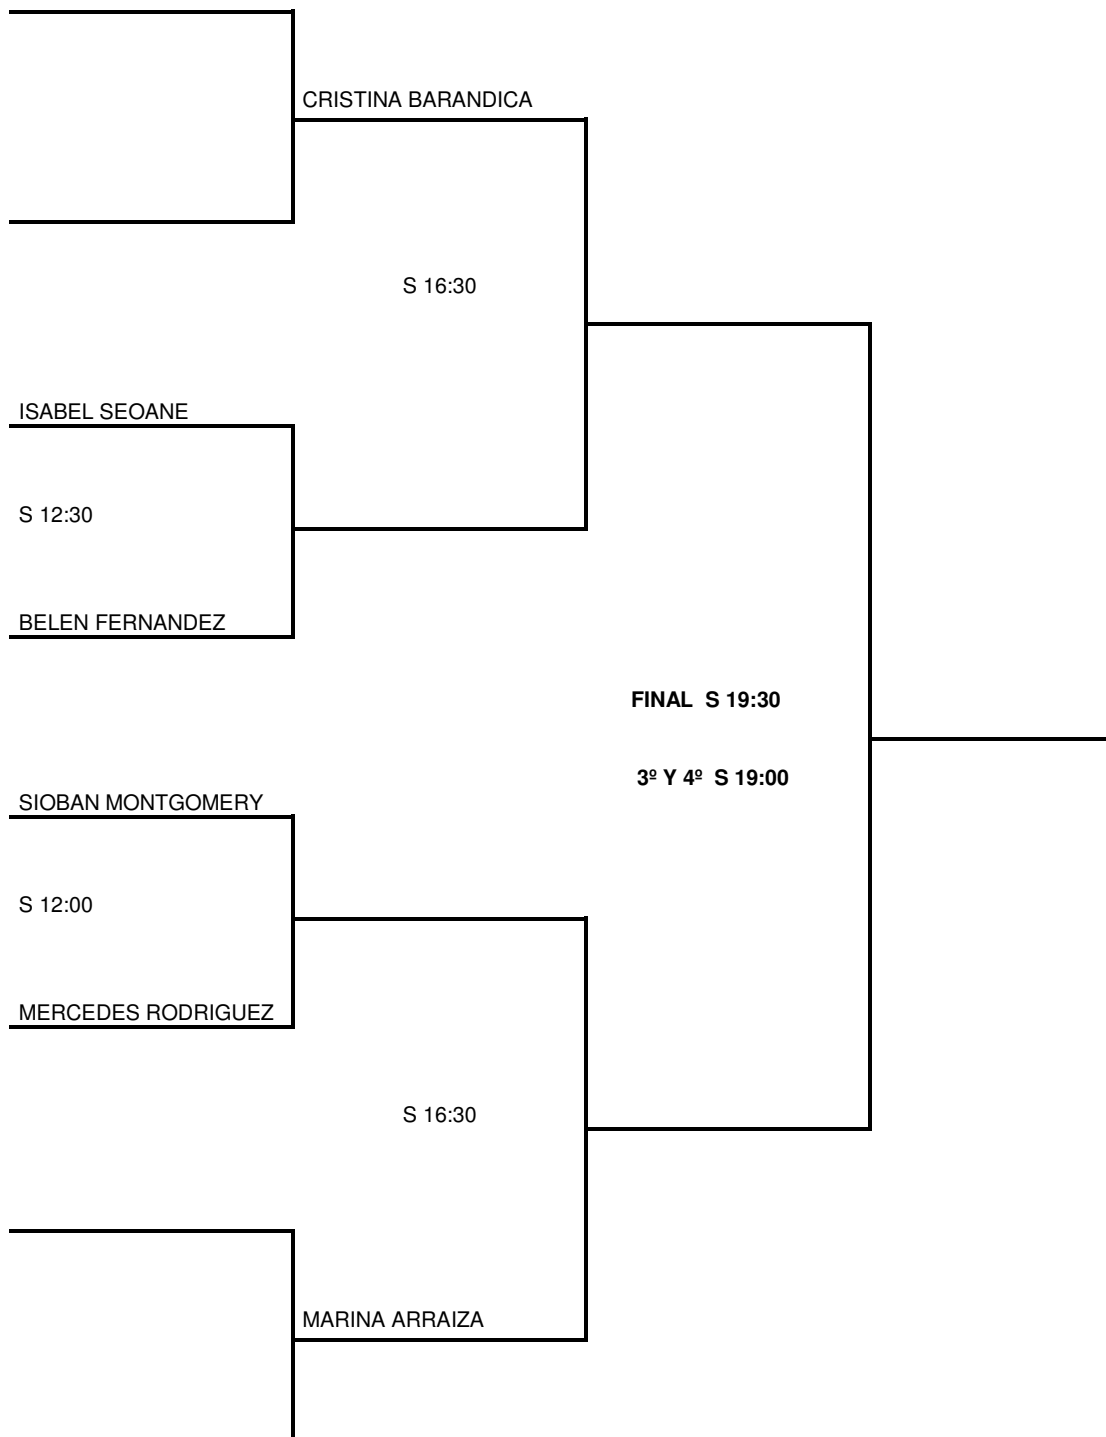 CRISTINA BARANDICA
S 16:30
ISABEL SEOANE
S 12:30
BELEN FERNANDEZ
FINAL  S 19:30
3º Y 4º  S 19:00
SIOBAN MONTGOMERY
S 12:00
MERCEDES RODRIGUEZ
S 16:30
MARINA ARRAIZA